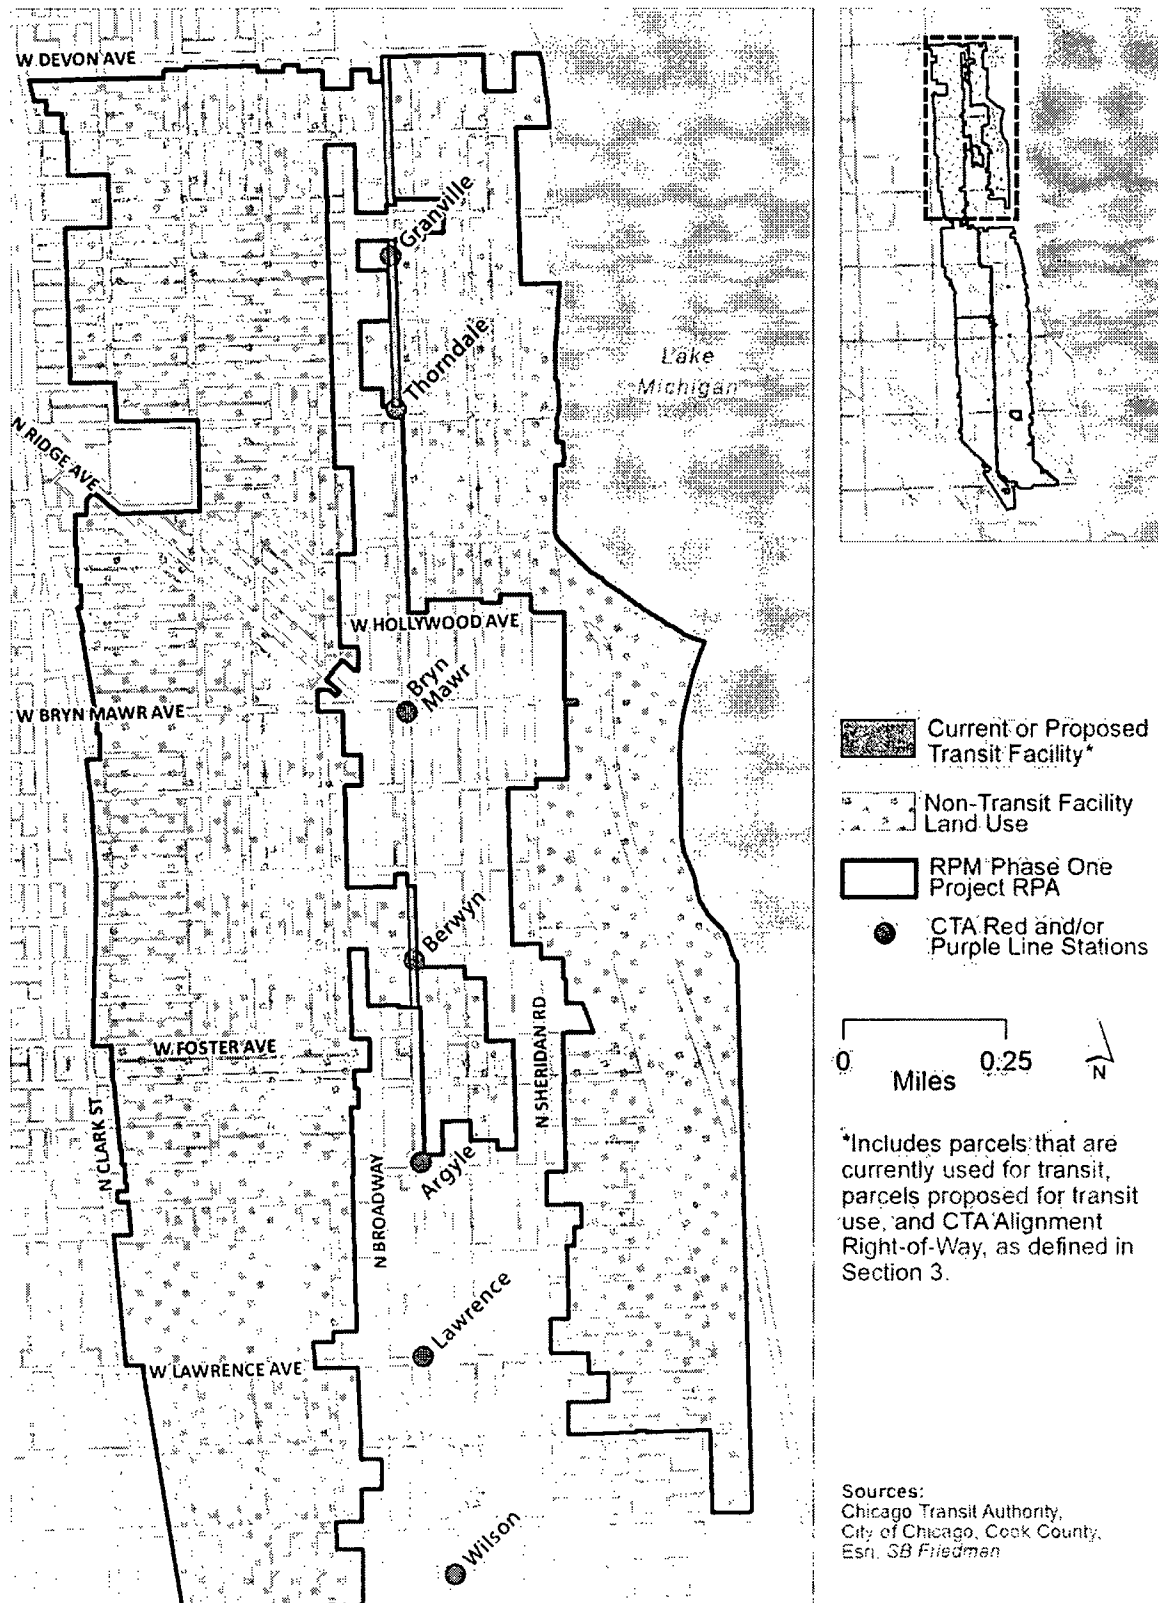 W DEVON AVE
Granville
Thorndale
Lake
Michigan
N RIDGE AVE
W HOLLYWOOD AVE
Bryn
Mawr
W BRYN MAWR AVE
Berwyn
N SHERIDAN RD
W FOSTER AVE
N CLARK ST
Argyle
N BROADWAY
Lawrence
W LAWRENCE AVE
Wilson
Current or Proposed
Transit Facility*
Non-Transit Facility
Land Use
RPM Phase One
Project RPA
CTA Red and/or
Purple Line Stations
0 0.25
Miles
N
*Includes parcels that are
currently used for transit,
parcels proposed for transit
use, and CTA Alignment
Right-of-Way, as defined in
Section 3.
Sources:
Chicago Transit Authority,
City of Chicago, Cook County,
Esri, SB Friedman